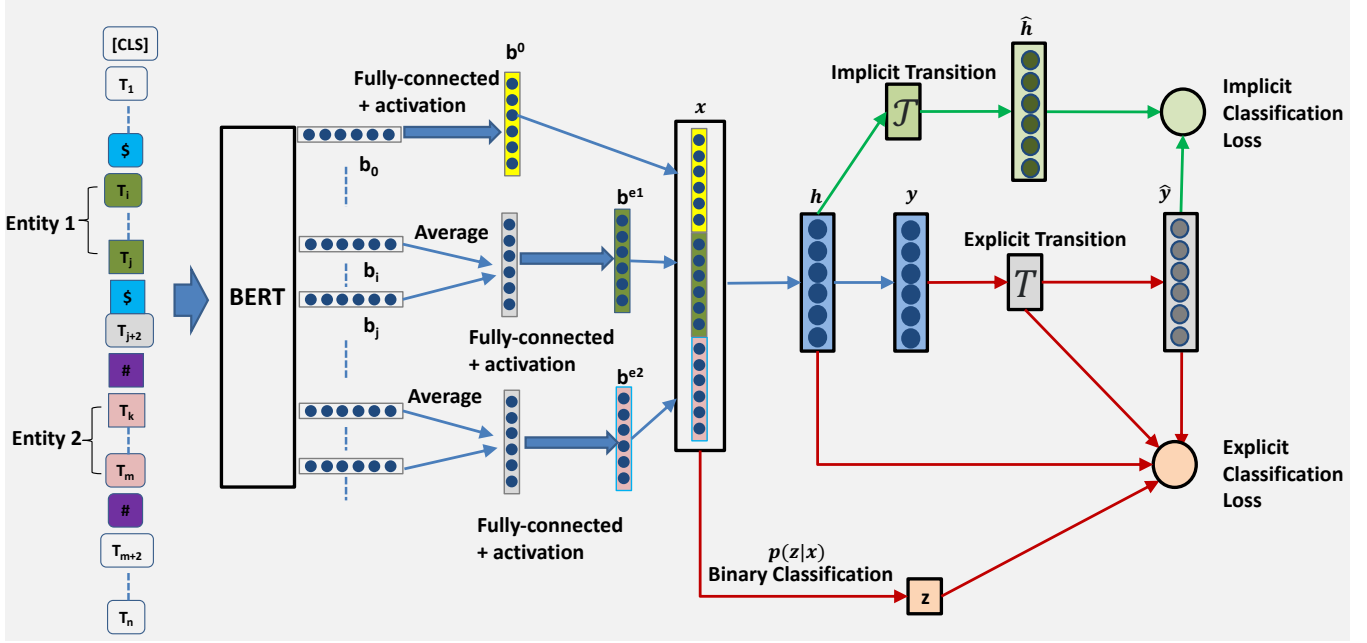 [CLS]
T1
$
Ti
Entity 1
Tj
$
Tj+2
#
Tk
Entity 2
Tm
#
Tm+2
Tn
BERT
b0
bi
bj
Fully-connected
+ activation
b0
Average
be1
Fully-connected
+ activation
Average
be2
Fully-connected
+ activation
x
p(z|x)
Binary Classification
z
h
y
Implicit Transition
𝒯
ĥ
Implicit
Classification
Loss
Explicit Transition
T
ŷ
Explicit
Classification
Loss